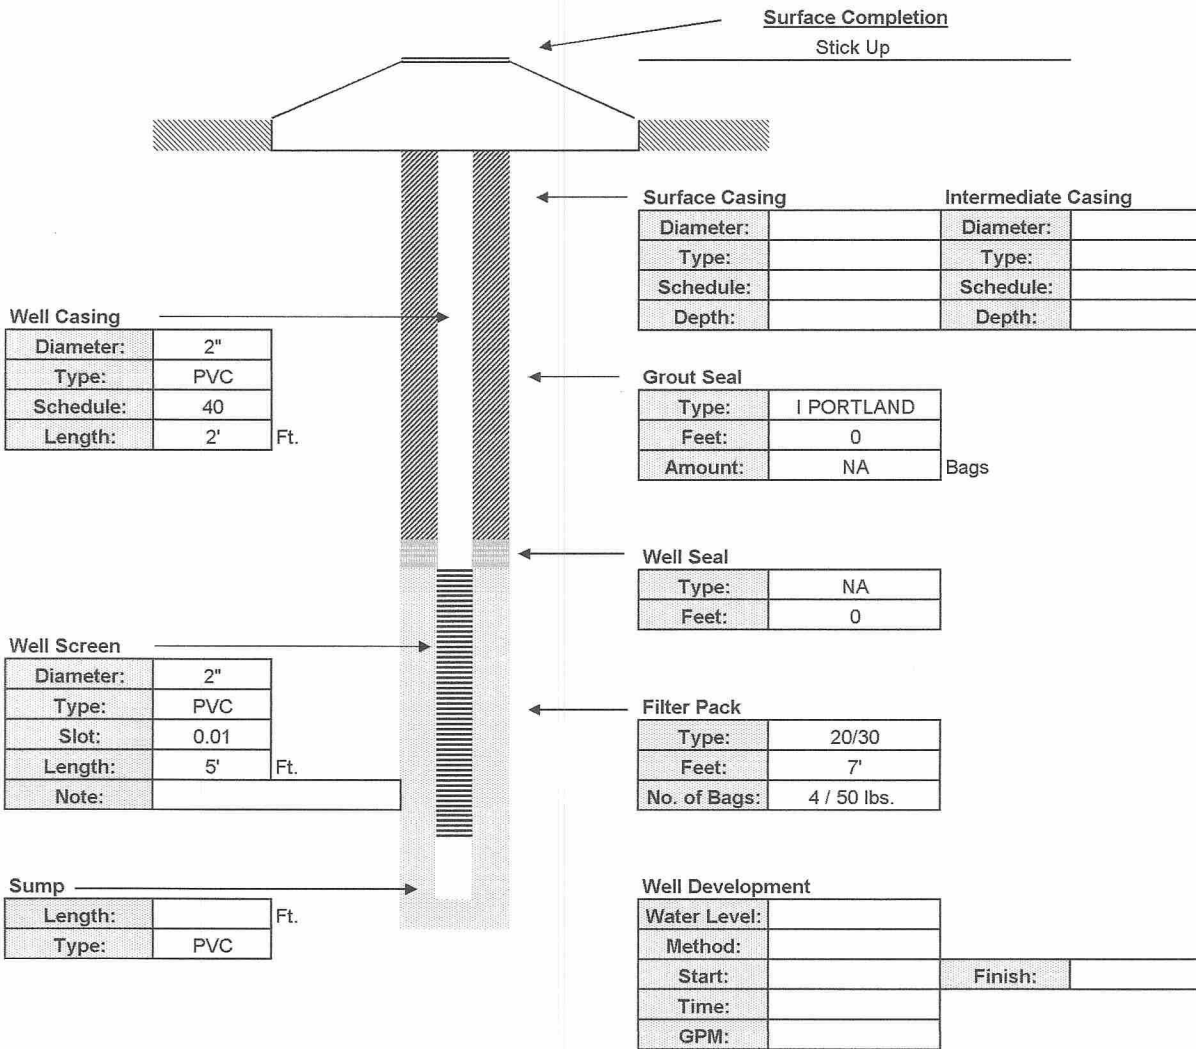 Surface Completion
Stick Up
Surface Casing
Diameter:
Type:
Schedule:
Depth:
Intermediate Casing
Diameter:
Type:
Schedule:
Depth:
Well Casing
Diameter: 2"
Type: PVC
Schedule: 40
Length: 2' Ft.
Grout Seal
Type: I PORTLAND
Feet: 0
Amount: NA Bags
Well Seal
Type: NA
Feet: 0
Well Screen
Diameter: 2"
Type: PVC
Slot: 0.01
Length: 5' Ft.
Note:
Filter Pack
Type: 20/30
Feet: 7'
No. of Bags: 4 / 50 lbs.
Sump
Length: Ft.
Type: PVC
Well Development
Water Level:
Method:
Start: Finish:
Time:
GPM: